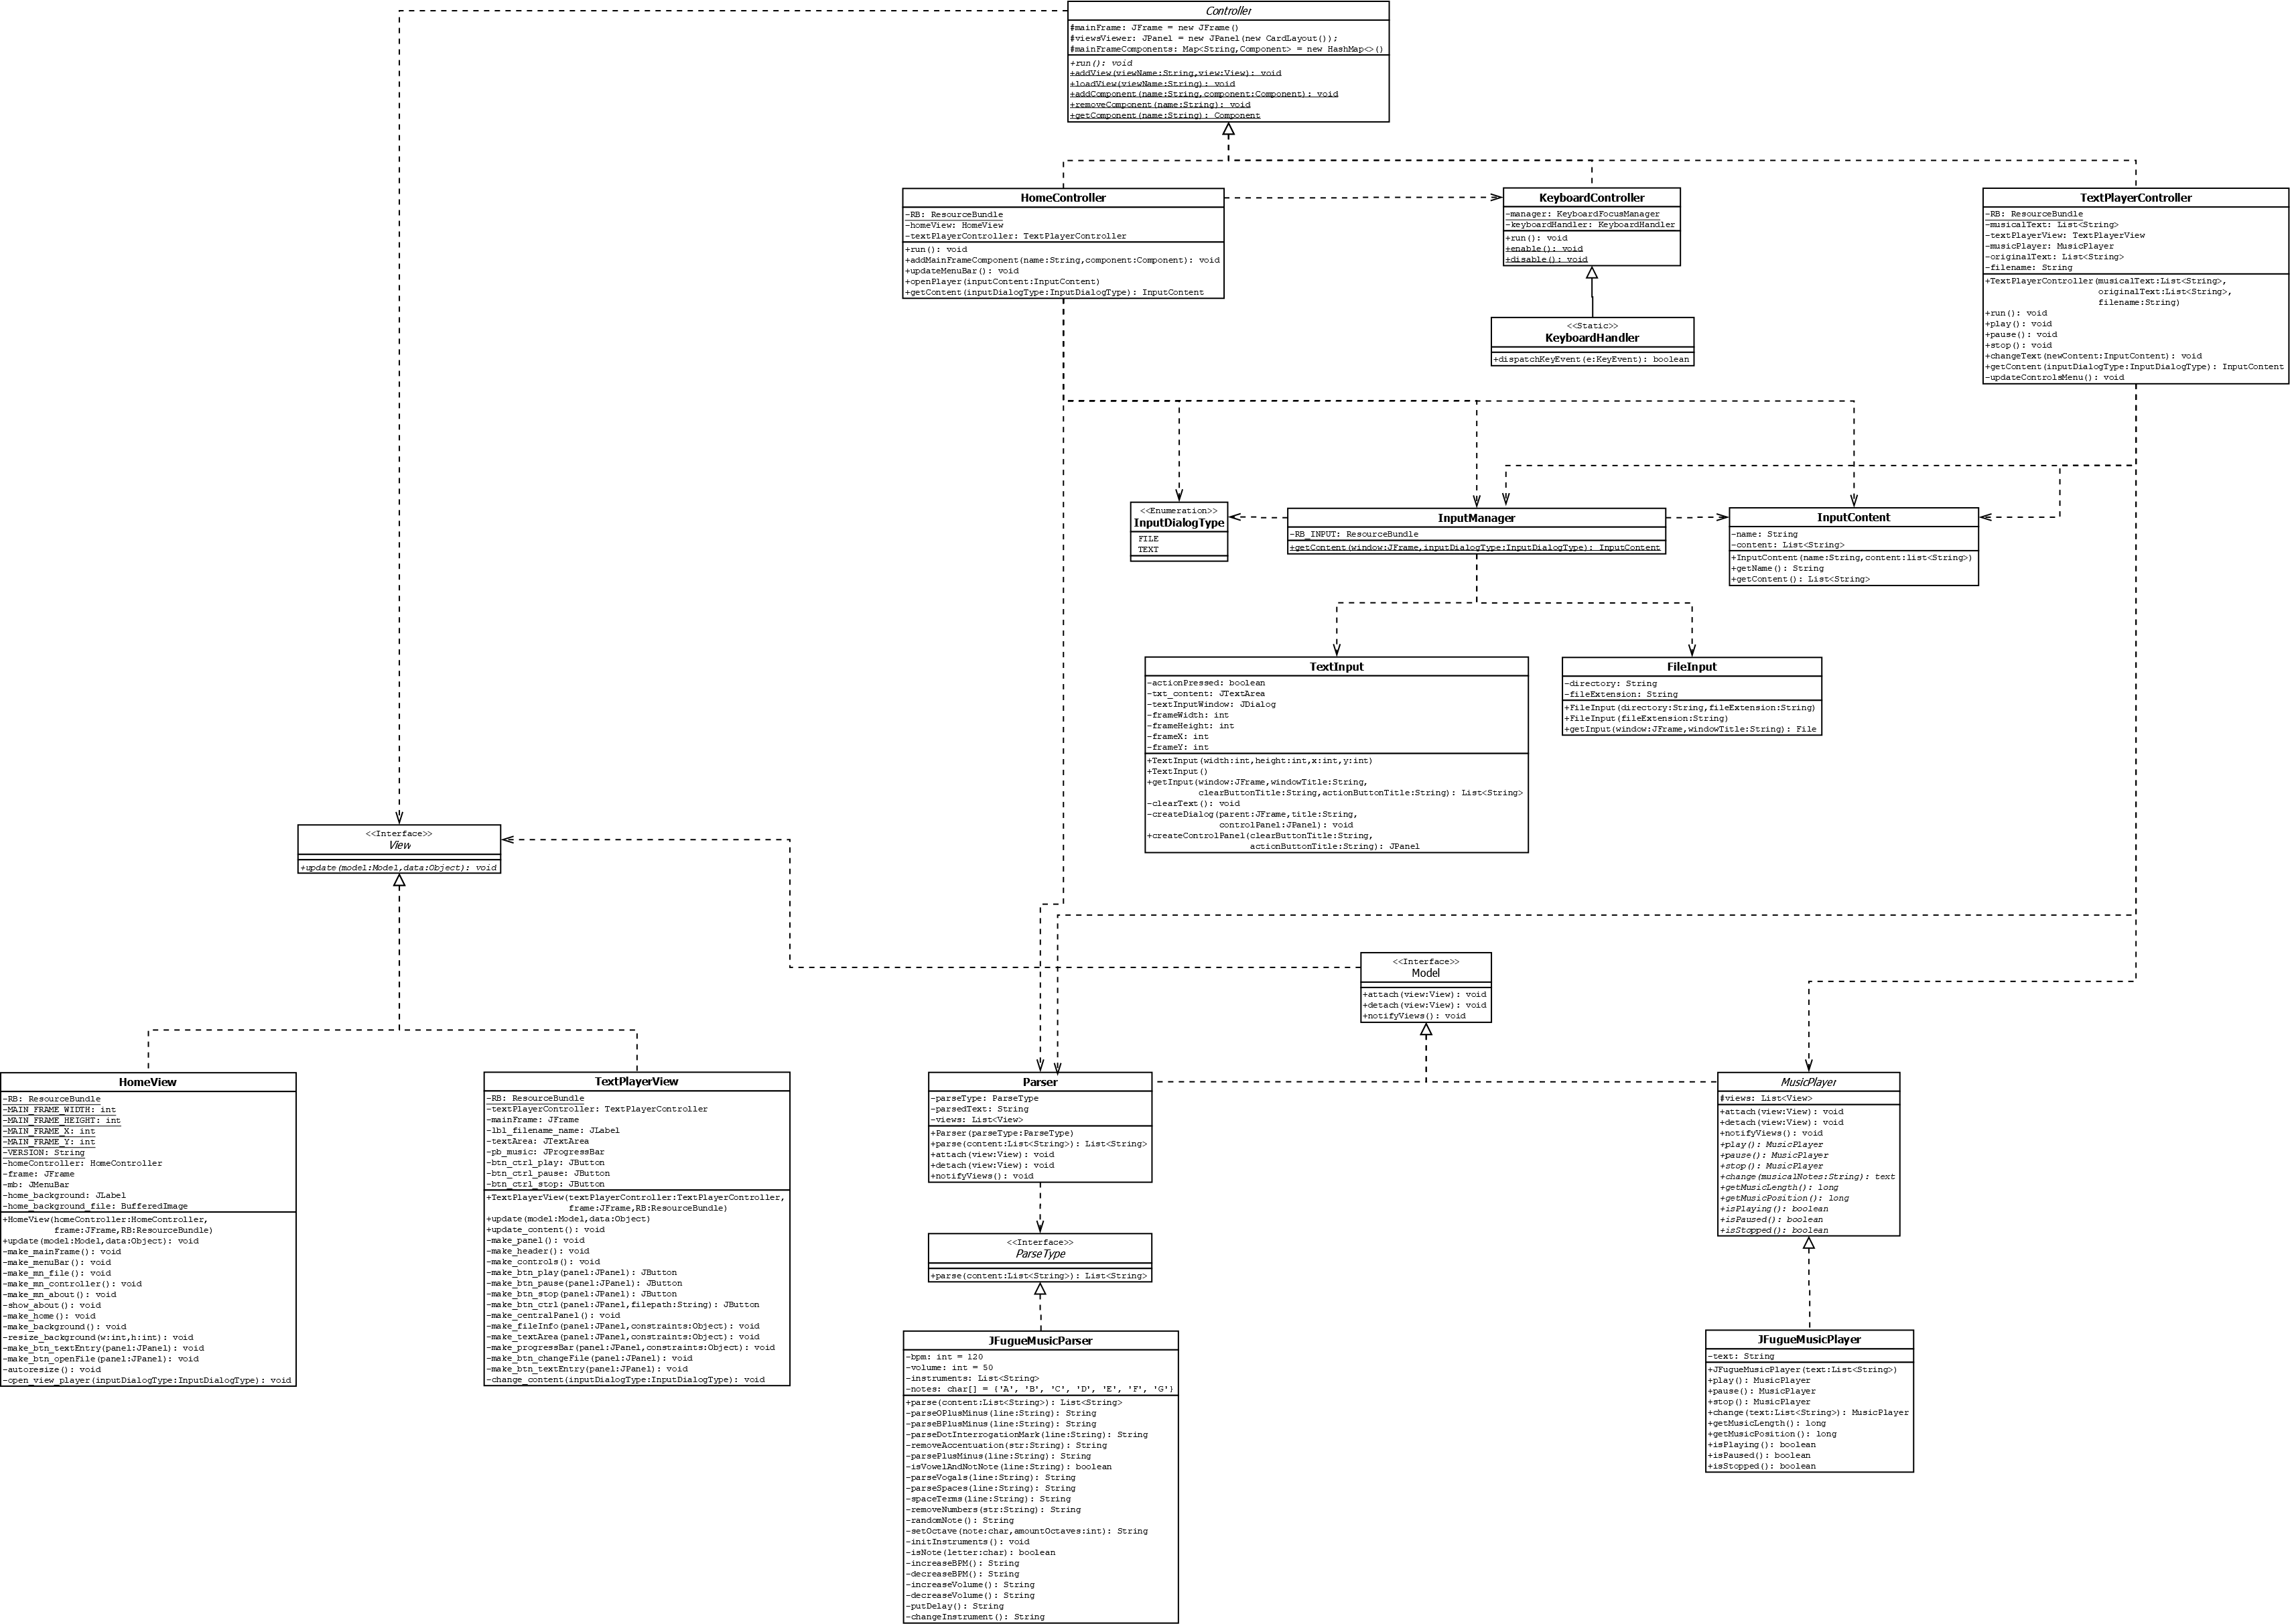 Controller
#mainFrame: JFrame = new JFrame()
#viewsViewer: JPanel = new JPanel(new CardLayout());
#mainFrameComponents: Map<String,Component> = new HashMap<>()
+run(): void
+addView(viewName:String,view:View): void
+loadView(viewName:String): void
+addComponent(name:String,component:Component): void
+removeComponent(name:String): void
+getComponent(name:String): Component
HomeController
-RB: ResourceBundle
-homeView: HomeView
-textPlayerController: TextPlayerController
+run(): void
+addMainFrameComponent(name:String,component:Component): void
+updateMenuBar(): void
+openPlayer(inputContent:InputContent)
+getContent(inputDialogType:InputDialogType): InputContent
KeyboardController
-manager: KeyboardFocusManager
-keyboardHandler: KeyboardHandler
+run(): void
+enable(): void
+disable(): void
<<Static>>
KeyboardHandler
+dispatchKeyEvent(e:KeyEvent): boolean
TextPlayerController
-RB: ResourceBundle
-musicalText: List<String>
-textPlayerView: TextPlayerView
-musicPlayer: MusicPlayer
-originalText: List<String>
-filename: String
+TextPlayerController(musicalText:List<String>,
originalText:List<String>,
filename:String)
+run(): void
+play(): void
+pause(): void
+stop(): void
+changeText(newContent:InputContent): void
+getContent(inputDialogType:InputDialogType): InputContent
-updateControlsMenu(): void
<<Enumeration>>
InputDialogType
FILE
TEXT
InputManager
-RB_INPUT: ResourceBundle
+getContent(window:JFrame,inputDialogType:InputDialogType): InputContent
InputContent
-name: String
-content: List<String>
+InputContent(name:String,content:list<String>)
+getName(): String
+getContent(): List<String>
TextInput
-actionPressed: boolean
-txt_content: JTextArea
-textInputWindow: JDialog
-frameWidth: int
-frameHeight: int
-frameX: int
-frameY: int
+TextInput(width:int,height:int,x:int,y:int)
+TextInput()
+getInput(window:JFrame,windowTitle:String,
clearButtonTitle:String,actionButtonTitle:String): List<String>
-clearText(): void
-createDialog(parent:JFrame,title:String,
controlPanel:JPanel): void
+createControlPanel(clearButtonTitle:String,
actionButtonTitle:String): JPanel
FileInput
-directory: String
-fileExtension: String
+FileInput(directory:String,fileExtension:String)
+FileInput(fileExtension:String)
+getInput(window:JFrame,windowTitle:String): File
<<Interface>>
View
+update(model:Model,data:Object): void
<<Interface>>
Model
+attach(view:View): void
+detach(view:View): void
+notifyViews(): void
HomeView
-RB: ResourceBundle
-MAIN_FRAME_WIDTH: int
-MAIN_FRAME_HEIGHT: int
-MAIN_FRAME_X: int
-MAIN_FRAME_Y: int
-VERSION: String
-homeController: HomeController
-frame: JFrame
-mb: JMenuBar
-home_background: JLabel
-home_background_file: BufferedImage
+HomeView(homeController:HomeController,
frame:JFrame,RB:ResourceBundle)
+update(model:Model,data:Object): void
-make_mainFrame(): void
-make_menuBar(): void
-make_mn_file(): void
-make_mn_controller(): void
-make_mn_about(): void
-show_about(): void
-make_home(): void
-make_background(): void
-resize_background(w:int,h:int): void
-make_btn_textEntry(panel:JPanel): void
-make_btn_openFile(panel:JPanel): void
-autoresize(): void
-open_view_player(inputDialogType:InputDialogType): void
TextPlayerView
-RB: ResourceBundle
-textPlayerController: TextPlayerController
-mainFrame: JFrame
-lbl_filename_name: JLabel
-textArea: JTextArea
-pb_music: JProgressBar
-btn_ctrl_play: JButton
-btn_ctrl_pause: JButton
-btn_ctrl_stop: JButton
+TextPlayerView(textPlayerController:TextPlayerController,
frame:JFrame,RB:ResourceBundle)
+update(model:Model,data:Object)
+update_content(): void
-make_panel(): void
-make_header(): void
-make_controls(): void
-make_btn_play(panel:JPanel): JButton
-make_btn_pause(panel:JPanel): JButton
-make_btn_stop(panel:JPanel): JButton
-make_btn_ctrl(panel:JPanel,filepath:String): JButton
-make_centralPanel(): void
-make_fileInfo(panel:JPanel,constraints:Object): void
-make_textArea(panel:JPanel,constraints:Object): void
-make_progressBar(panel:JPanel,constraints:Object): void
-make_btn_changeFile(panel:JPanel): void
-make_btn_textEntry(panel:JPanel): void
-change_content(inputDialogType:InputDialogType): void
Parser
-parseType: ParseType
-parsedText: String
-views: List<View>
+Parser(parseType:ParseType)
+parse(content:List<String>): List<String>
+attach(view:View): void
+detach(view:View): void
+notifyViews(): void
<<Interface>>
ParseType
+parse(content:List<String>): List<String>
JFugueMusicParser
-bpm: int = 120
-volume: int = 50
-instruments: List<String>
-notes: char[] = {'A', 'B', 'C', 'D', 'E', 'F', 'G'}
+parse(content:List<String>): List<String>
-parseOPlusMinus(line:String): String
-parseBPlusMinus(line:String): String
-parseDotInterrogationMark(line:String): String
-removeAccentuation(str:String): String
-parsePlusMinus(line:String): String
-isVowelAndNotNote(line:String): boolean
-parseVogals(line:String): String
-parseSpaces(line:String): String
-spaceTerms(line:String): String
-removeNumbers(str:String): String
-randomNote(): String
-setOctave(note:char,amountOctaves:int): String
-initInstruments(): void
-isNote(letter:char): boolean
-increaseBPM(): String
-decreaseBPM(): String
-increaseVolume(): String
-decreaseVolume(): String
-putDelay(): String
-changeInstrument(): String
MusicPlayer
#views: List<View>
+attach(view:View): void
+detach(view:View): void
+notifyViews(): void
+play(): MusicPlayer
+pause(): MusicPlayer
+stop(): MusicPlayer
+change(musicalNotes:String): text
+getMusicLength(): long
+getMusicPosition(): long
+isPlaying(): boolean
+isPaused(): boolean
+isStopped(): boolean
JFugueMusicPlayer
-text: String
+JFugueMusicPlayer(text:List<String>)
+play(): MusicPlayer
+pause(): MusicPlayer
+stop(): MusicPlayer
+change(text:List<String>): MusicPlayer
+getMusicLength(): long
+getMusicPosition(): long
+isPlaying(): boolean
+isPaused(): boolean
+isStopped(): boolean